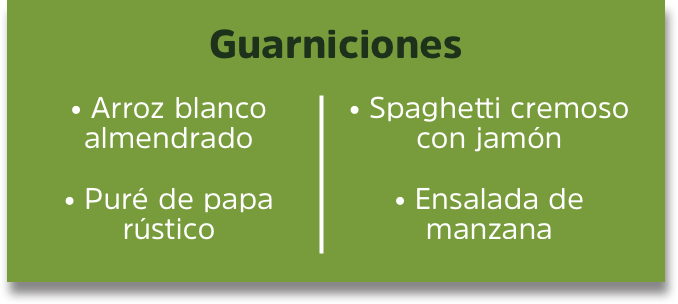 Guarniciones
• Arroz blanco
almendrado
• Puré de papa
rústico
• Spaghetti cremoso
con jamón
• Ensalada de
manzana